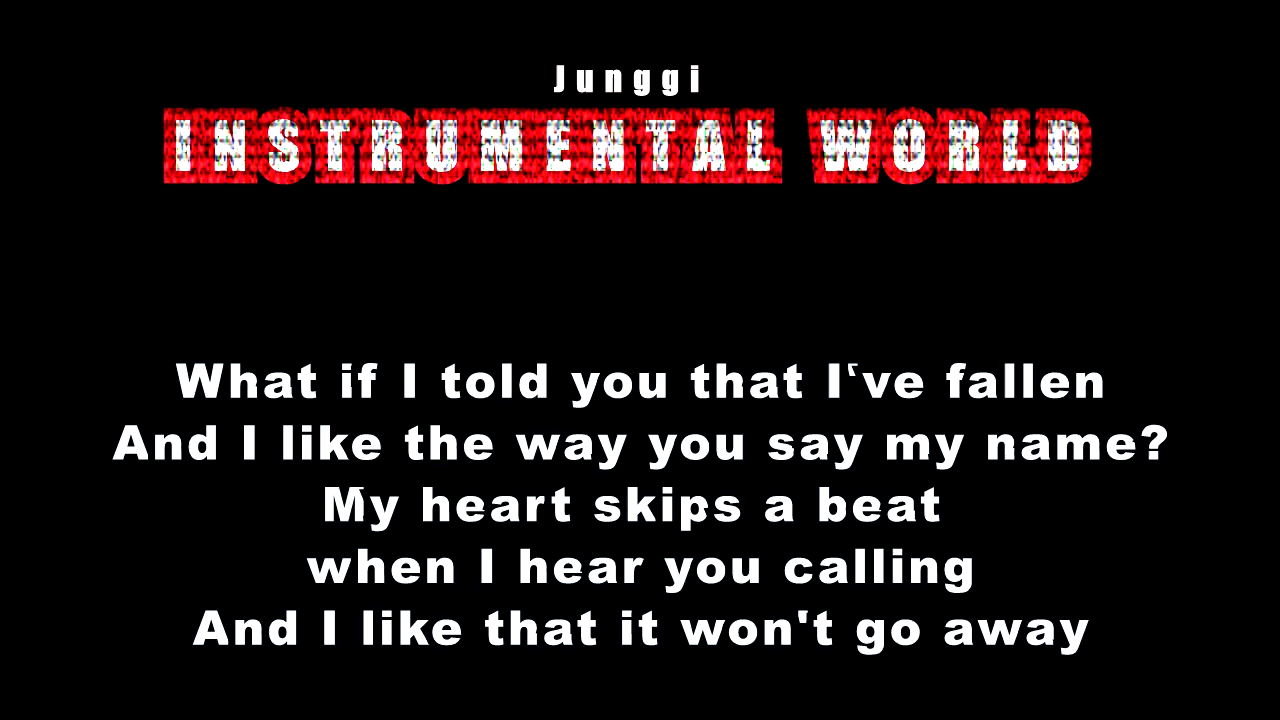 Junggi
INSTRUMENTAL WORLD
What if I told you that I've fallen
And I like the way you say my name?
My heart skips a beat
when I hear you calling
And I like that it won't go away